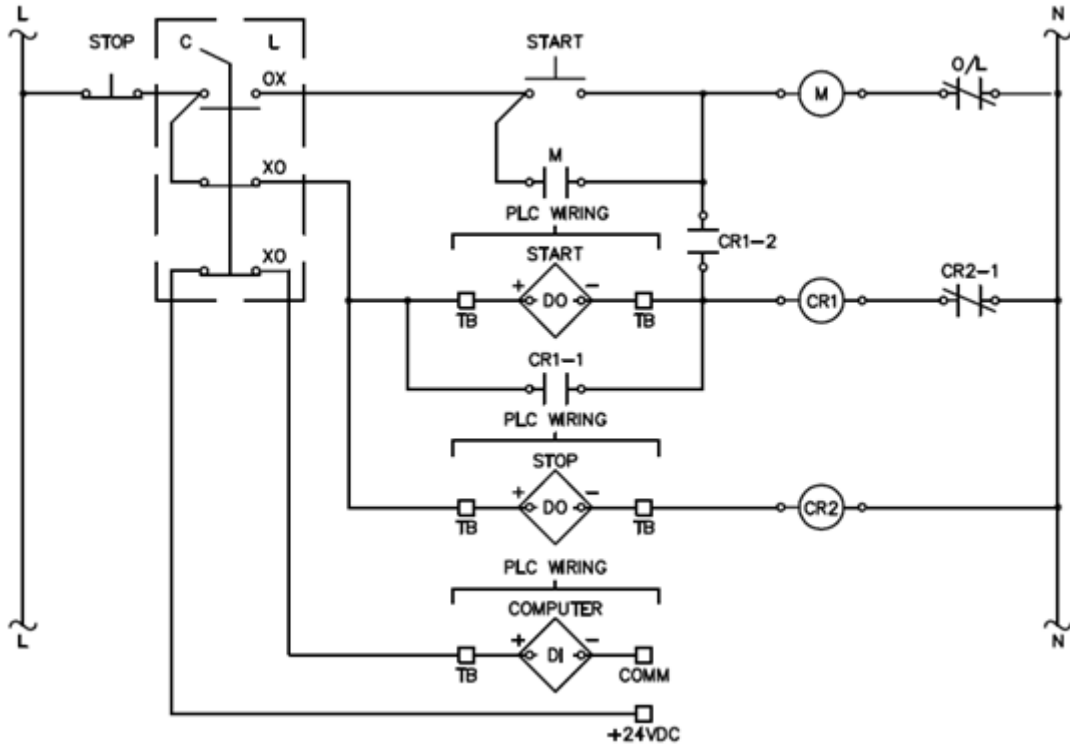 L
N
STOP
C
L
START
OX
O/L
M
XO
M
PLC WIRING
CR1-2
XO
START
+
DO
-
TB
TB
CR1
CR2-1
CR1-1
PLC WIRING
STOP
+
DO
-
TB
TB
CR2
PLC WIRING
COMPUTER
+
DI
-
TB
COMM
L
N
+24VDC